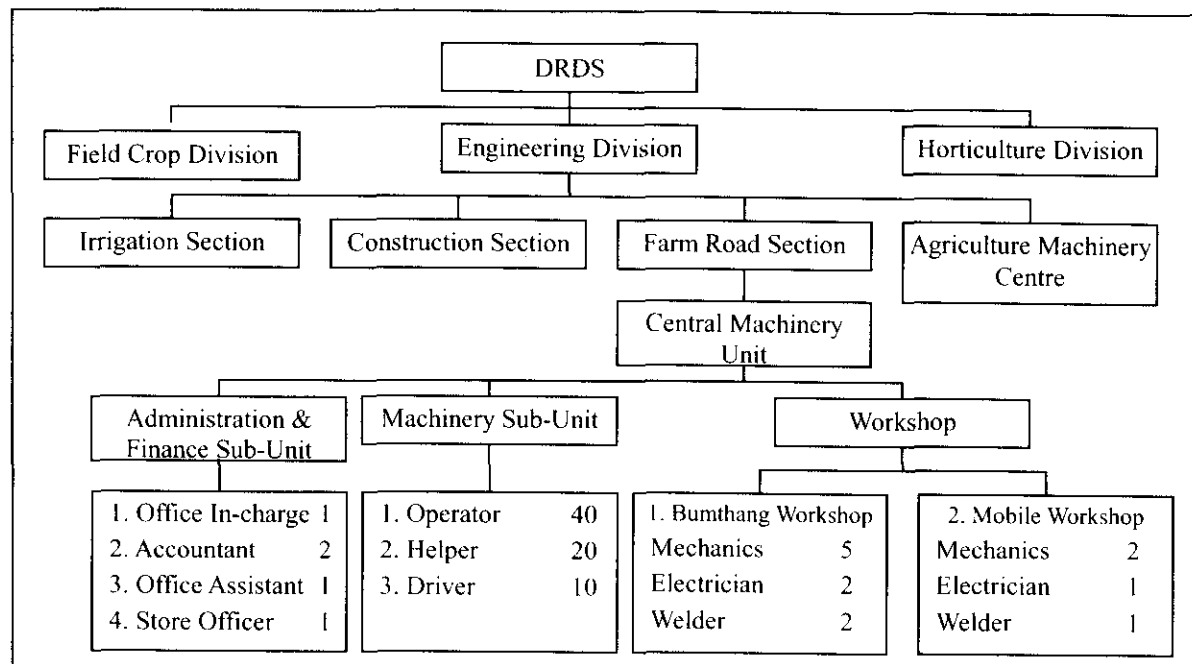 DRDS
Field Crop Division
Engineering Division
Horticulture Division
Irrigation Section
Construction Section
Farm Road Section
Agriculture Machinery
Centre
Central Machinery
Unit
Administration &
Finance Sub-Unit
Machinery Sub-Unit
Workshop
1. Office In-charge 1
2. Accountant 2
3. Office Assistant 1
4. Store Officer 1
1. Operator 40
2. Helper 20
3. Driver 10
1. Bumthang Workshop
Mechanics 5
Electrician 2
Welder 2
2. Mobile Workshop
Mechanics 2
Electrician 1
Welder 1